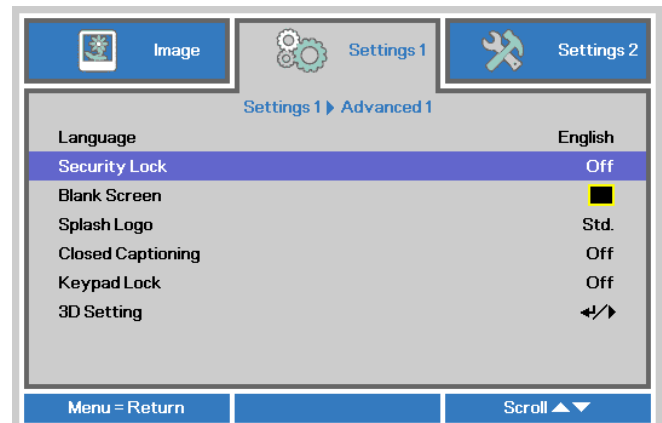 Image
Settings 1
Settings 2
Settings 1 ▶ Advanced 1
Language English
Security Lock Off
Blank Screen
Splash Logo Std.
Closed Captioning Off
Keypad Lock Off
3D Setting ↵/▶
Menu = Return Scroll ▲▼